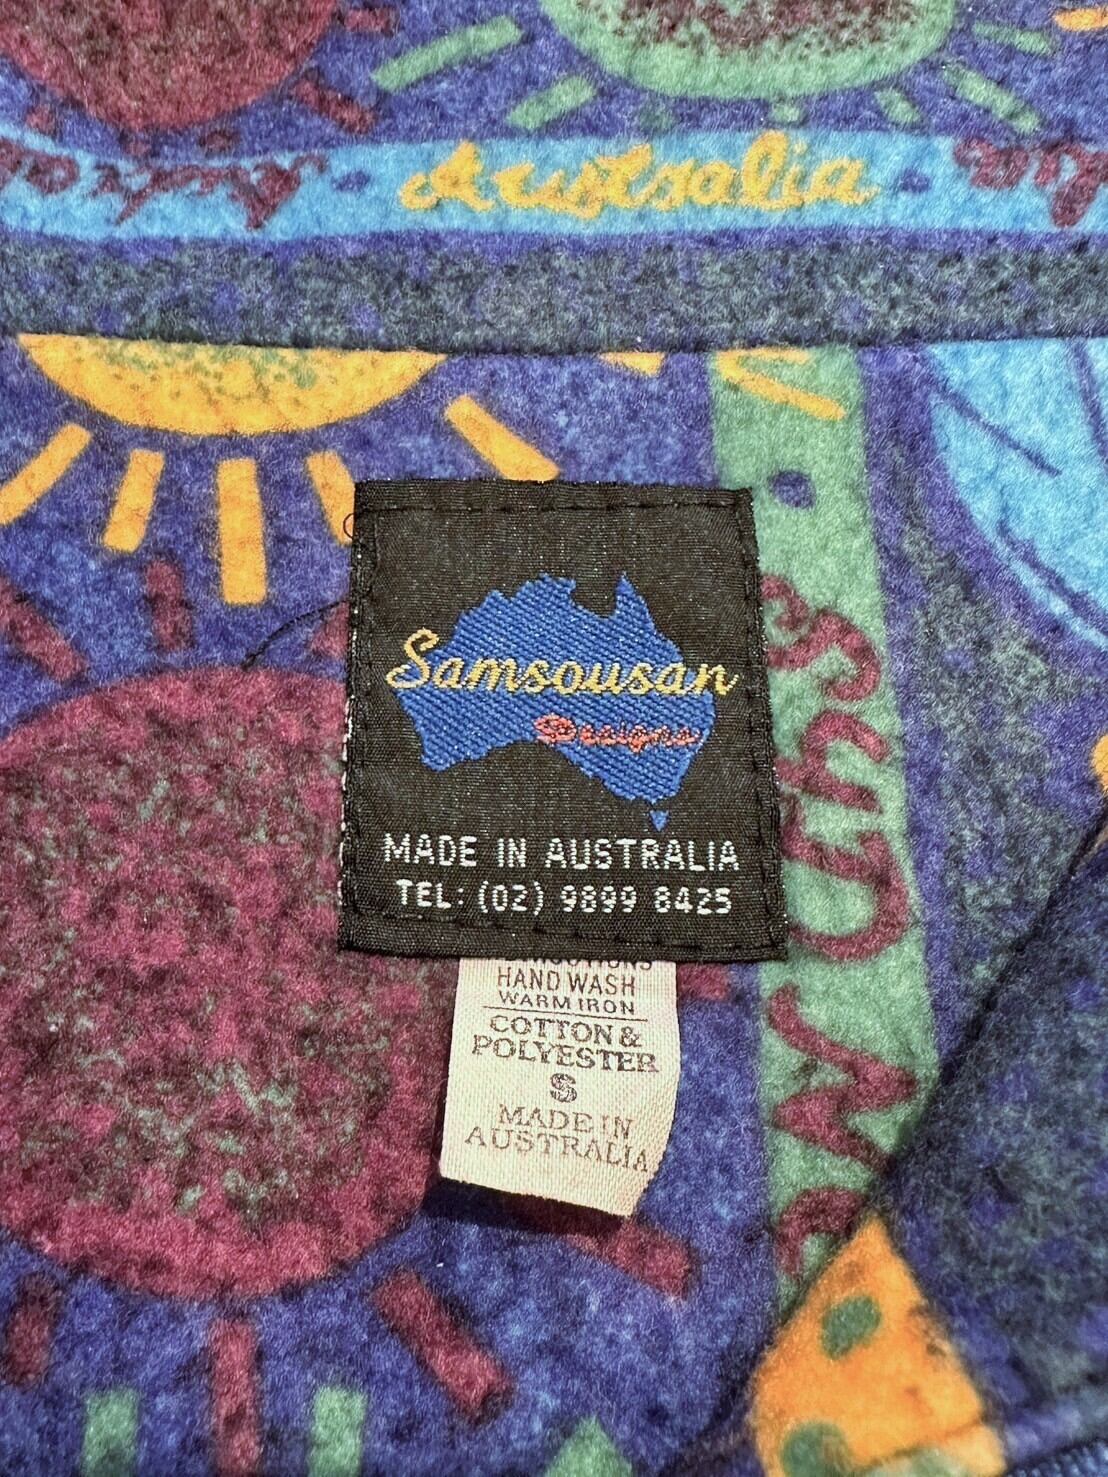 Australia
Samsousan
Designs
MADE IN AUSTRALIA
TEL: (02) 9899 8425
HAND WASH
WARM IRON
COTTON &
POLYESTER
S
MADE IN
AUSTRALIA